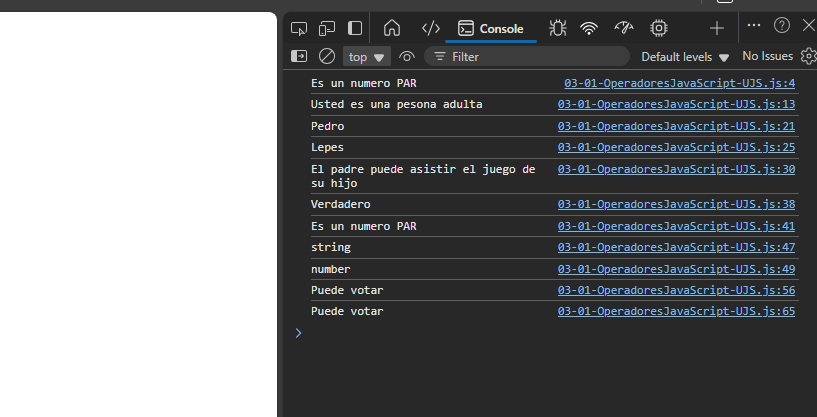 Console
top
Filter
Default levels
No Issues
Es un numero PAR 03-01-OperadoresJavaScript-UJS.js:4
Usted es una pesona adulta 03-01-OperadoresJavaScript-UJS.js:13
Pedro 03-01-OperadoresJavaScript-UJS.js:21
Lepes 03-01-OperadoresJavaScript-UJS.js:25
El padre puede asistir el juego de 03-01-OperadoresJavaScript-UJS.js:30
su hijo
Verdadero 03-01-OperadoresJavaScript-UJS.js:38
Es un numero PAR 03-01-OperadoresJavaScript-UJS.js:41
string 03-01-OperadoresJavaScript-UJS.js:47
number 03-01-OperadoresJavaScript-UJS.js:49
Puede votar 03-01-OperadoresJavaScript-UJS.js:56
Puede votar 03-01-OperadoresJavaScript-UJS.js:65